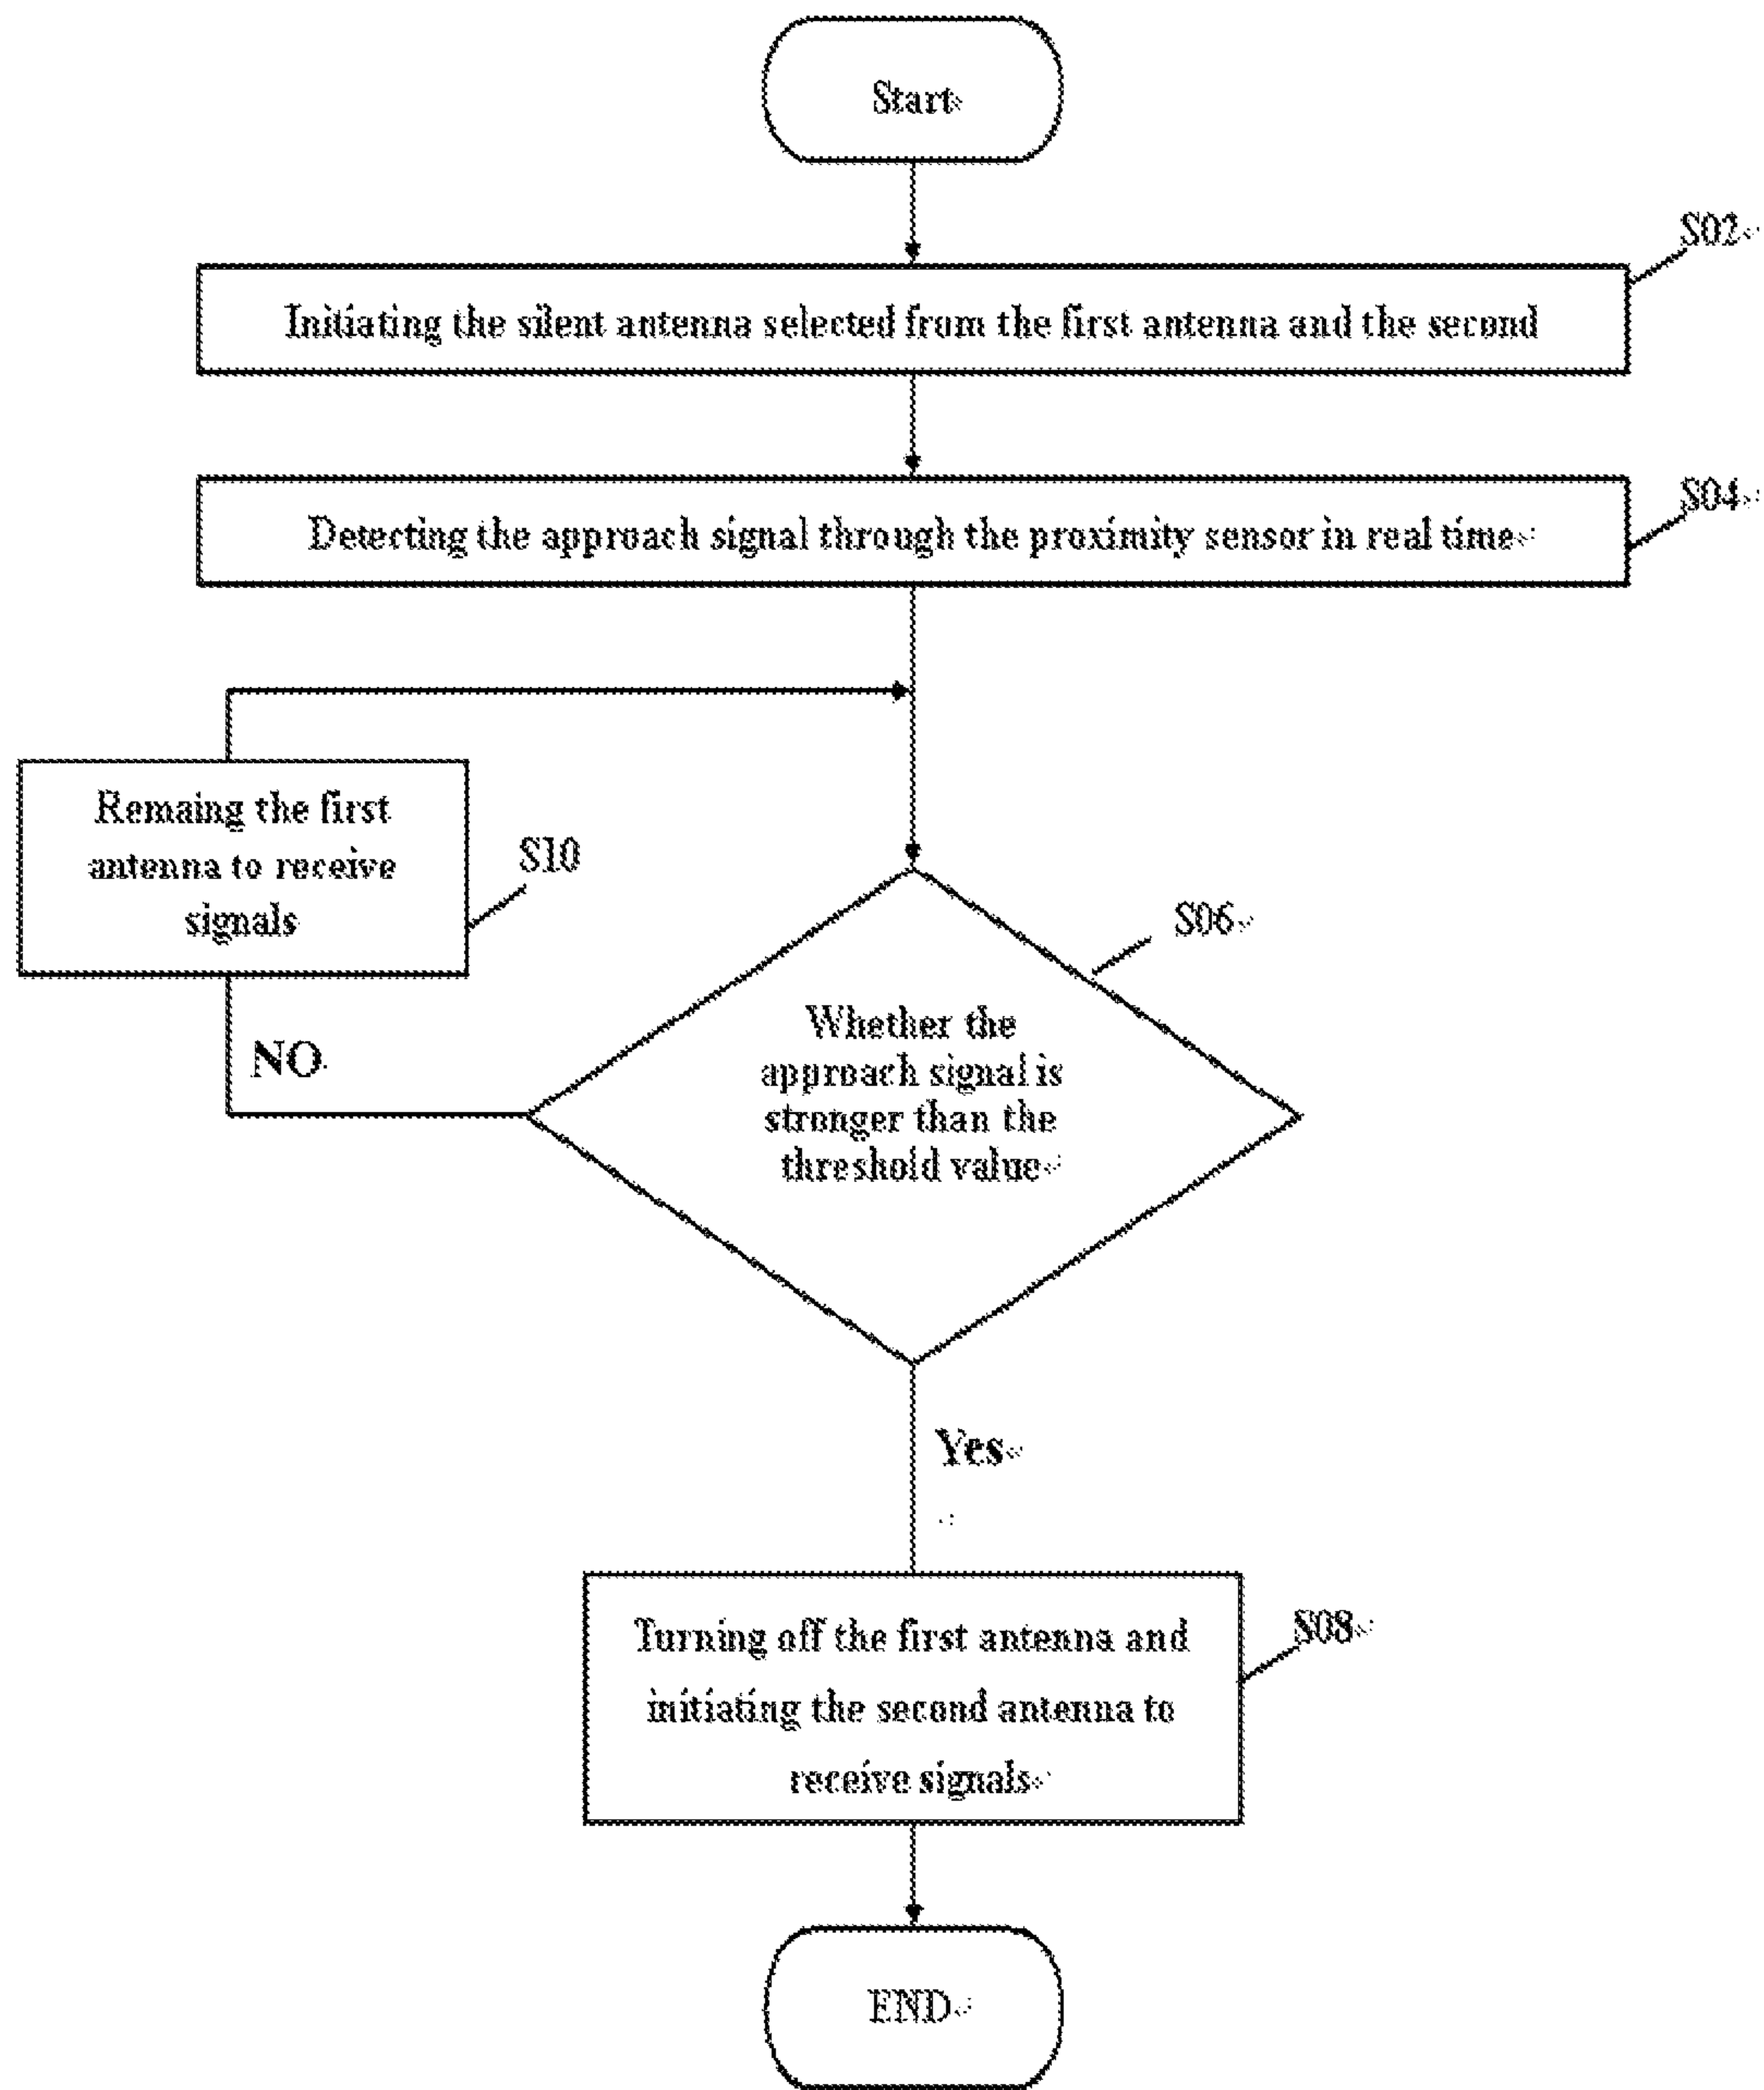 Start
S02
Initiating the silent antenna selected from the first antenna and the second
S04
Detecting the approach signal through the proximity sensor in real time
Remaing the first
antenna to receive
signals
S10
S06
Whether the
approach signal is
stronger than the
threshold value
NO
Yes
Turning off the first antenna and
initiating the second antenna to
receive signals
S08
END